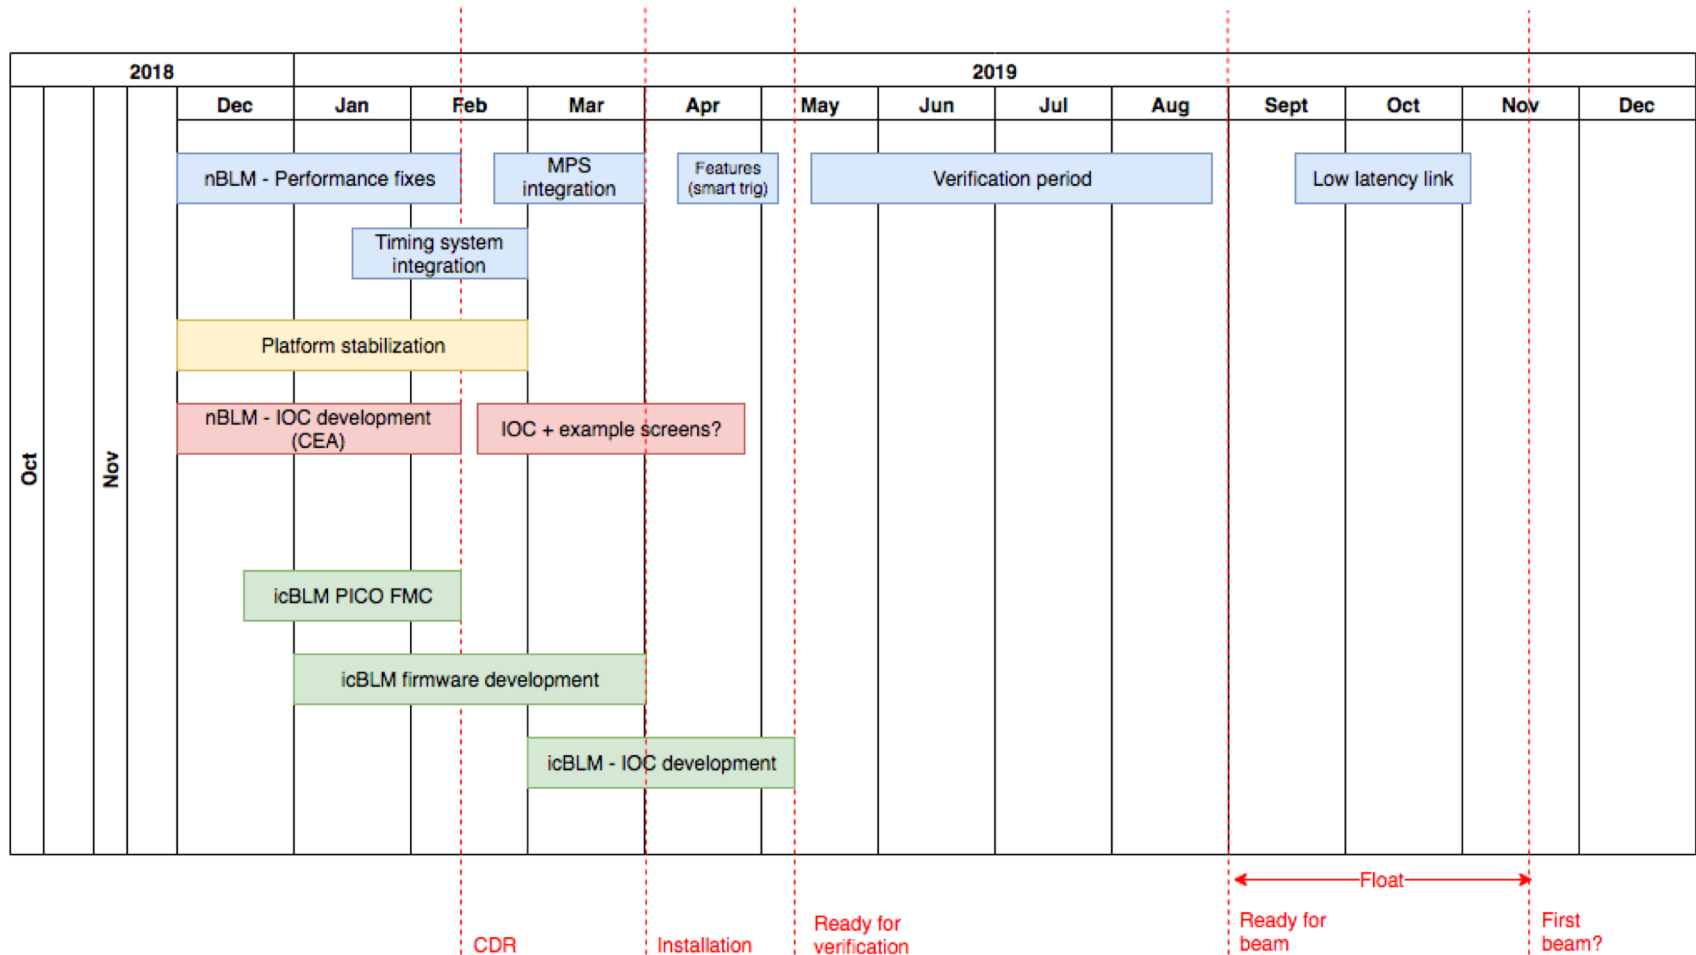 2018
2019
Oct
Nov
Dec
Jan
Feb
Mar
Apr
May
Jun
Jul
Aug
Sept
Oct
Nov
Dec
nBLM - Performance fixes
MPS
integration
Features
(smart trig)
Verification period
Low latency link
Timing system
integration
Platform stabilization
nBLM - IOC development
(CEA)
IOC + example screens?
icBLM PICO FMC
icBLM firmware development
icBLM - IOC development
Float
CDR
Installation
Ready for
verification
Ready for
beam
First
beam?